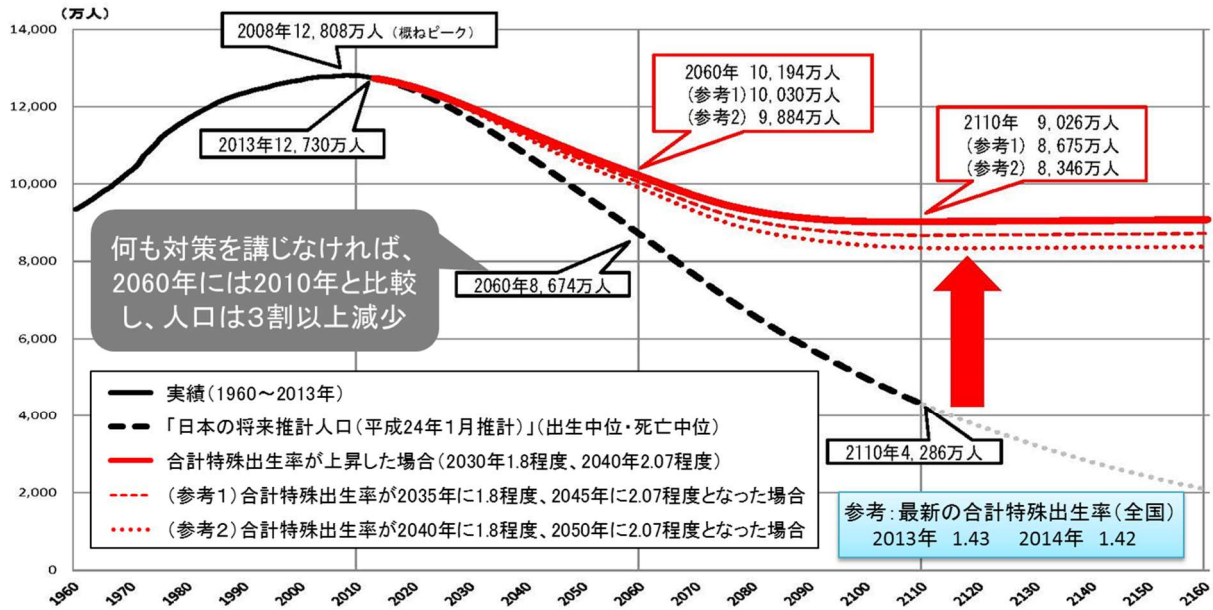 (万人)
14,000
12,000
10,000
8,000
6,000
4,000
2,000
0
2008年12,808万人（概ねピーク）
2013年12,730万人
2060年 10,194万人
(参考1)10,030万人
(参考2) 9,884万人
2110年 9,026万人
(参考1) 8,675万人
(参考2) 8,346万人
何も対策を講じなければ、
2060年には2010年と比較
し、人口は３割以上減少
2060年8,674万人
2110年4,286万人
実績(1960～2013年)
「日本の将来推計人口(平成24年1月推計)」(出生中位・死亡中位)
合計特殊出生率が上昇した場合(2030年1.8程度、2040年2.07程度)
(参考１)合計特殊出生率が2035年に1.8程度、2045年に2.07程度となった場合
(参考２)合計特殊出生率が2040年に1.8程度、2050年に2.07程度となった場合
参考：最新の合計特殊出生率(全国)
2013年 1.43 2014年 1.42
1960 1970 1980 1990 2000 2010 2020 2030 2040 2050 2060 2070 2080 2090 2100 2110 2120 2130 2140 2150 2160